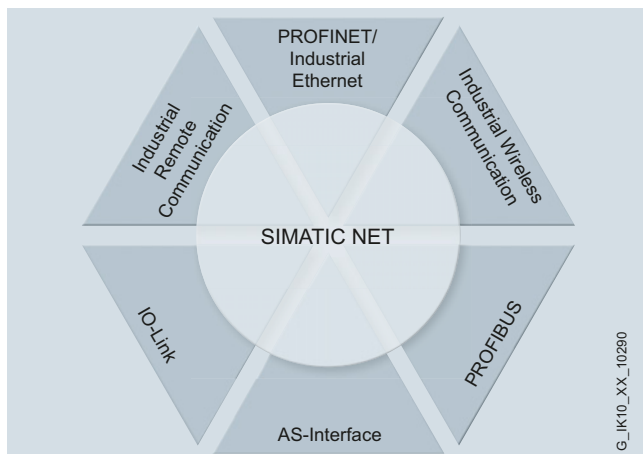 PROFINET/
Industrial
Ethernet
Industrial
Remote
Communication
Industrial Wireless
Communication
SIMATIC NET
IO-Link
PROFIBUS
AS-Interface
G_IK10_XX_10290